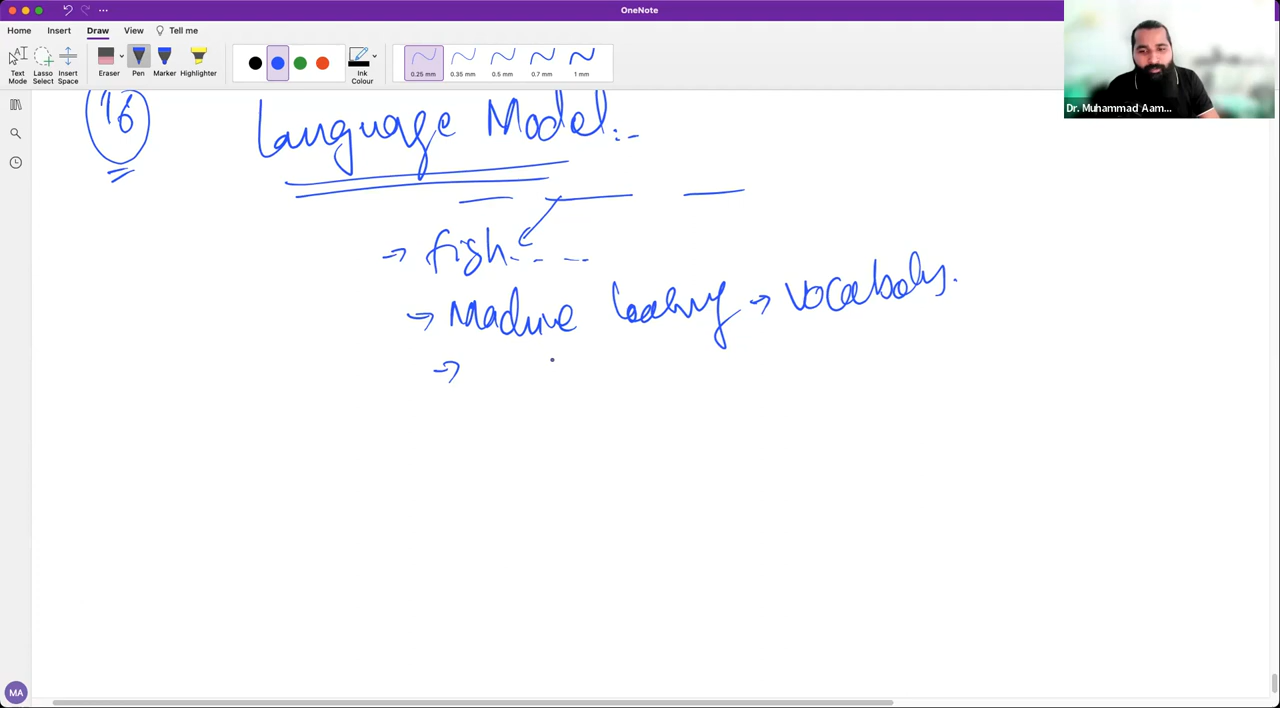 OneNote
Home Insert Draw View Tell me
Text Mode Lasso Select Insert Space Eraser Pen Marker Highlighter Ink Colour 0.25 mm 0.35 mm 0.5 mm 0.7 mm 1 mm
Dr. Muhammad Aam...
16 Language Model:-
→ fish.. - --
→ Machine learning → vocabulary.
→
MA